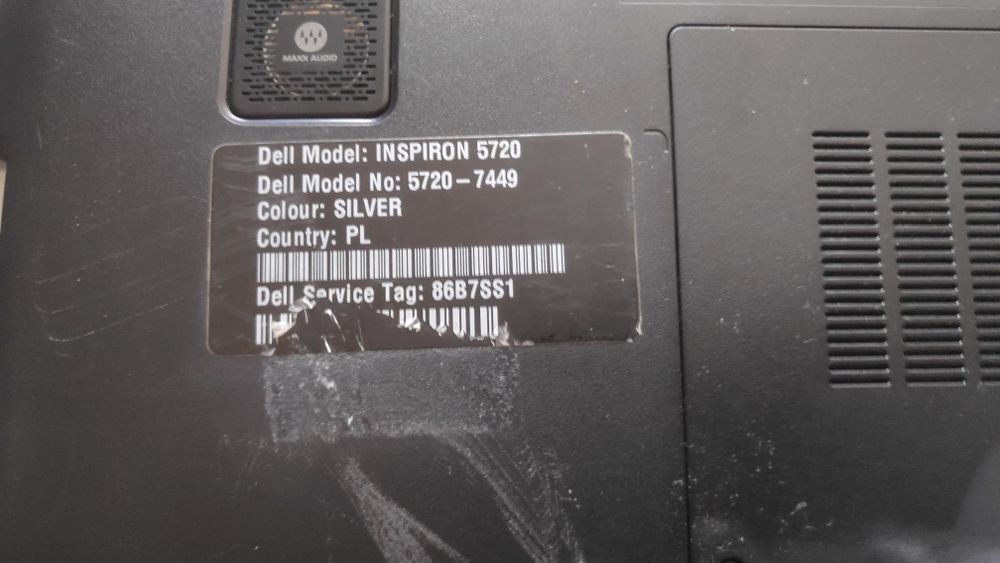 MAXX AUDIO
Dell Model: INSPIRON 5720
Dell Model No: 5720-7449
Colour: SILVER
Country: PL
Dell Service Tag: 86B7SS1